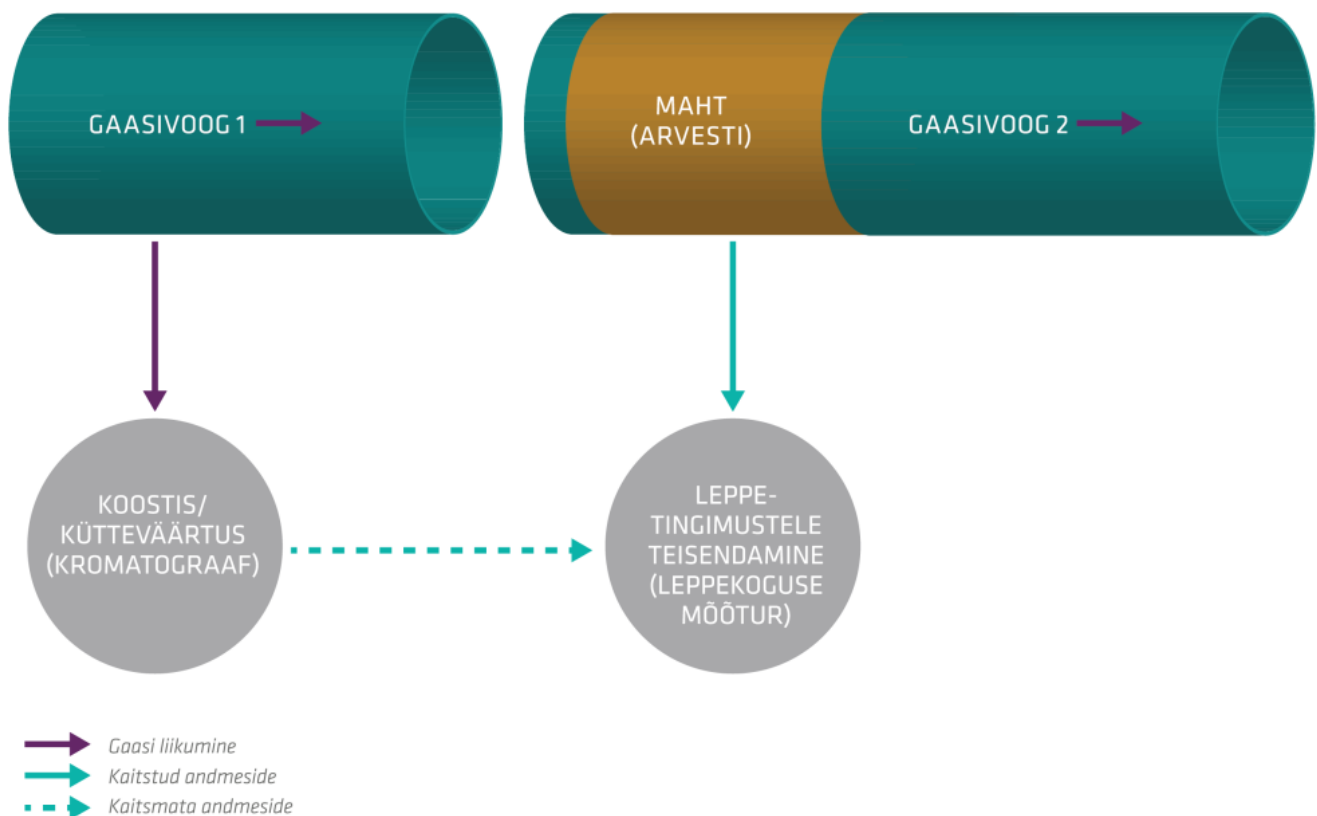 GAASIVOOG 1
MAHT
(ARVESTI)
GAASIVOOG 2
KOOSTIS/
KÜTTEVÄÄRTUS
(KROMATOGRAAF)
LEPPE-
TINGIMUSTELE
TEISENDAMINE
(LEPPEKOGUSE
MÕÕTUR)
Gaasi liikumine
Kaitstud andmeside
Kaitsmata andmeside